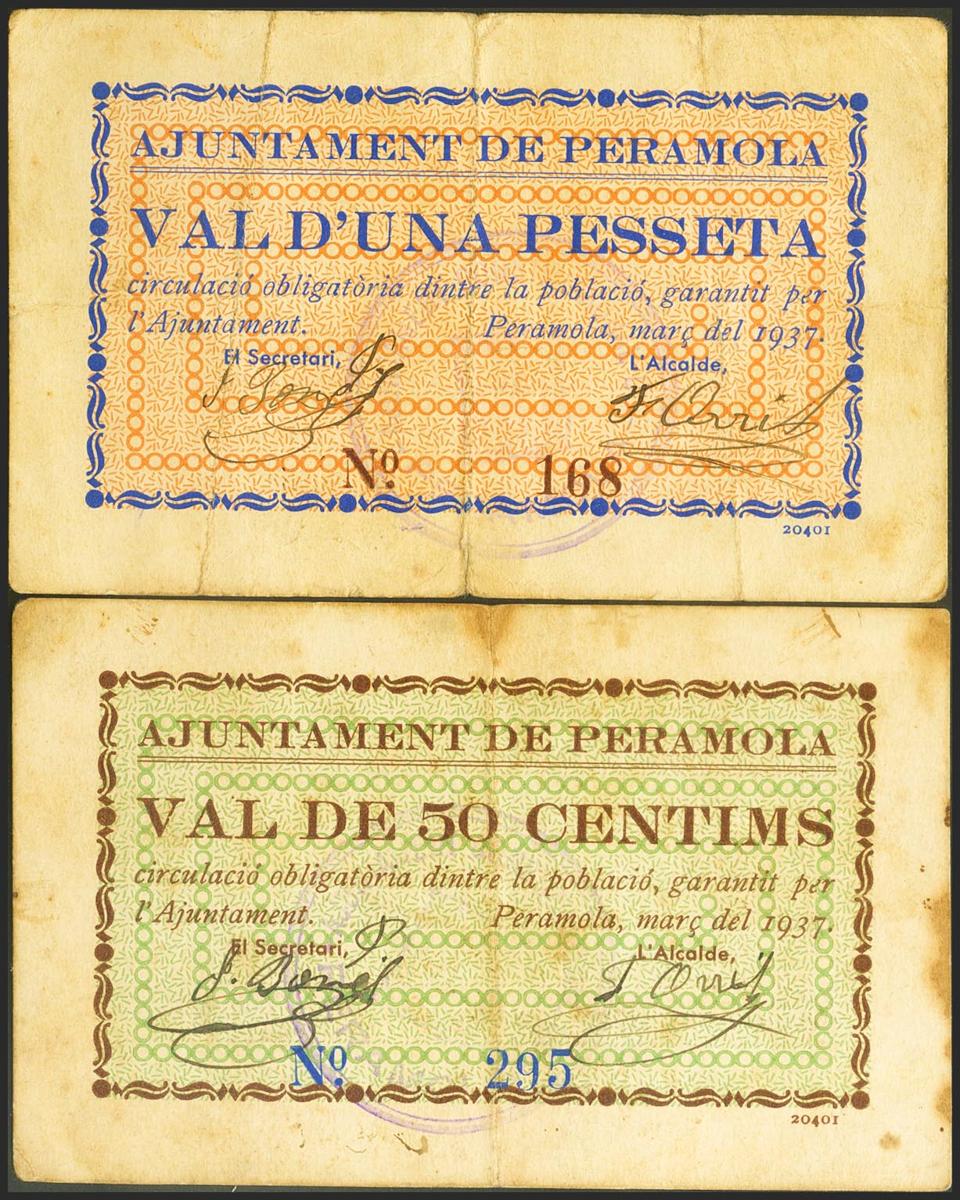 AJUNTAMENT DE PERAMOLA
VAL D'UNA PESSETA
circulació obligatòria dintre la població, garantit per
l'Ajuntament. Peramola, març del 1937.
El Secretari, L'Alcalde,
Nº. 168
20401
AJUNTAMENT DE PERAMOLA
VAL DE 50 CENTIMS
circulació obligatòria dintre la població, garantit per
l'Ajuntament. Peramola, març del 1937.
El Secretari, L'Alcalde,
Nº. 295
20401